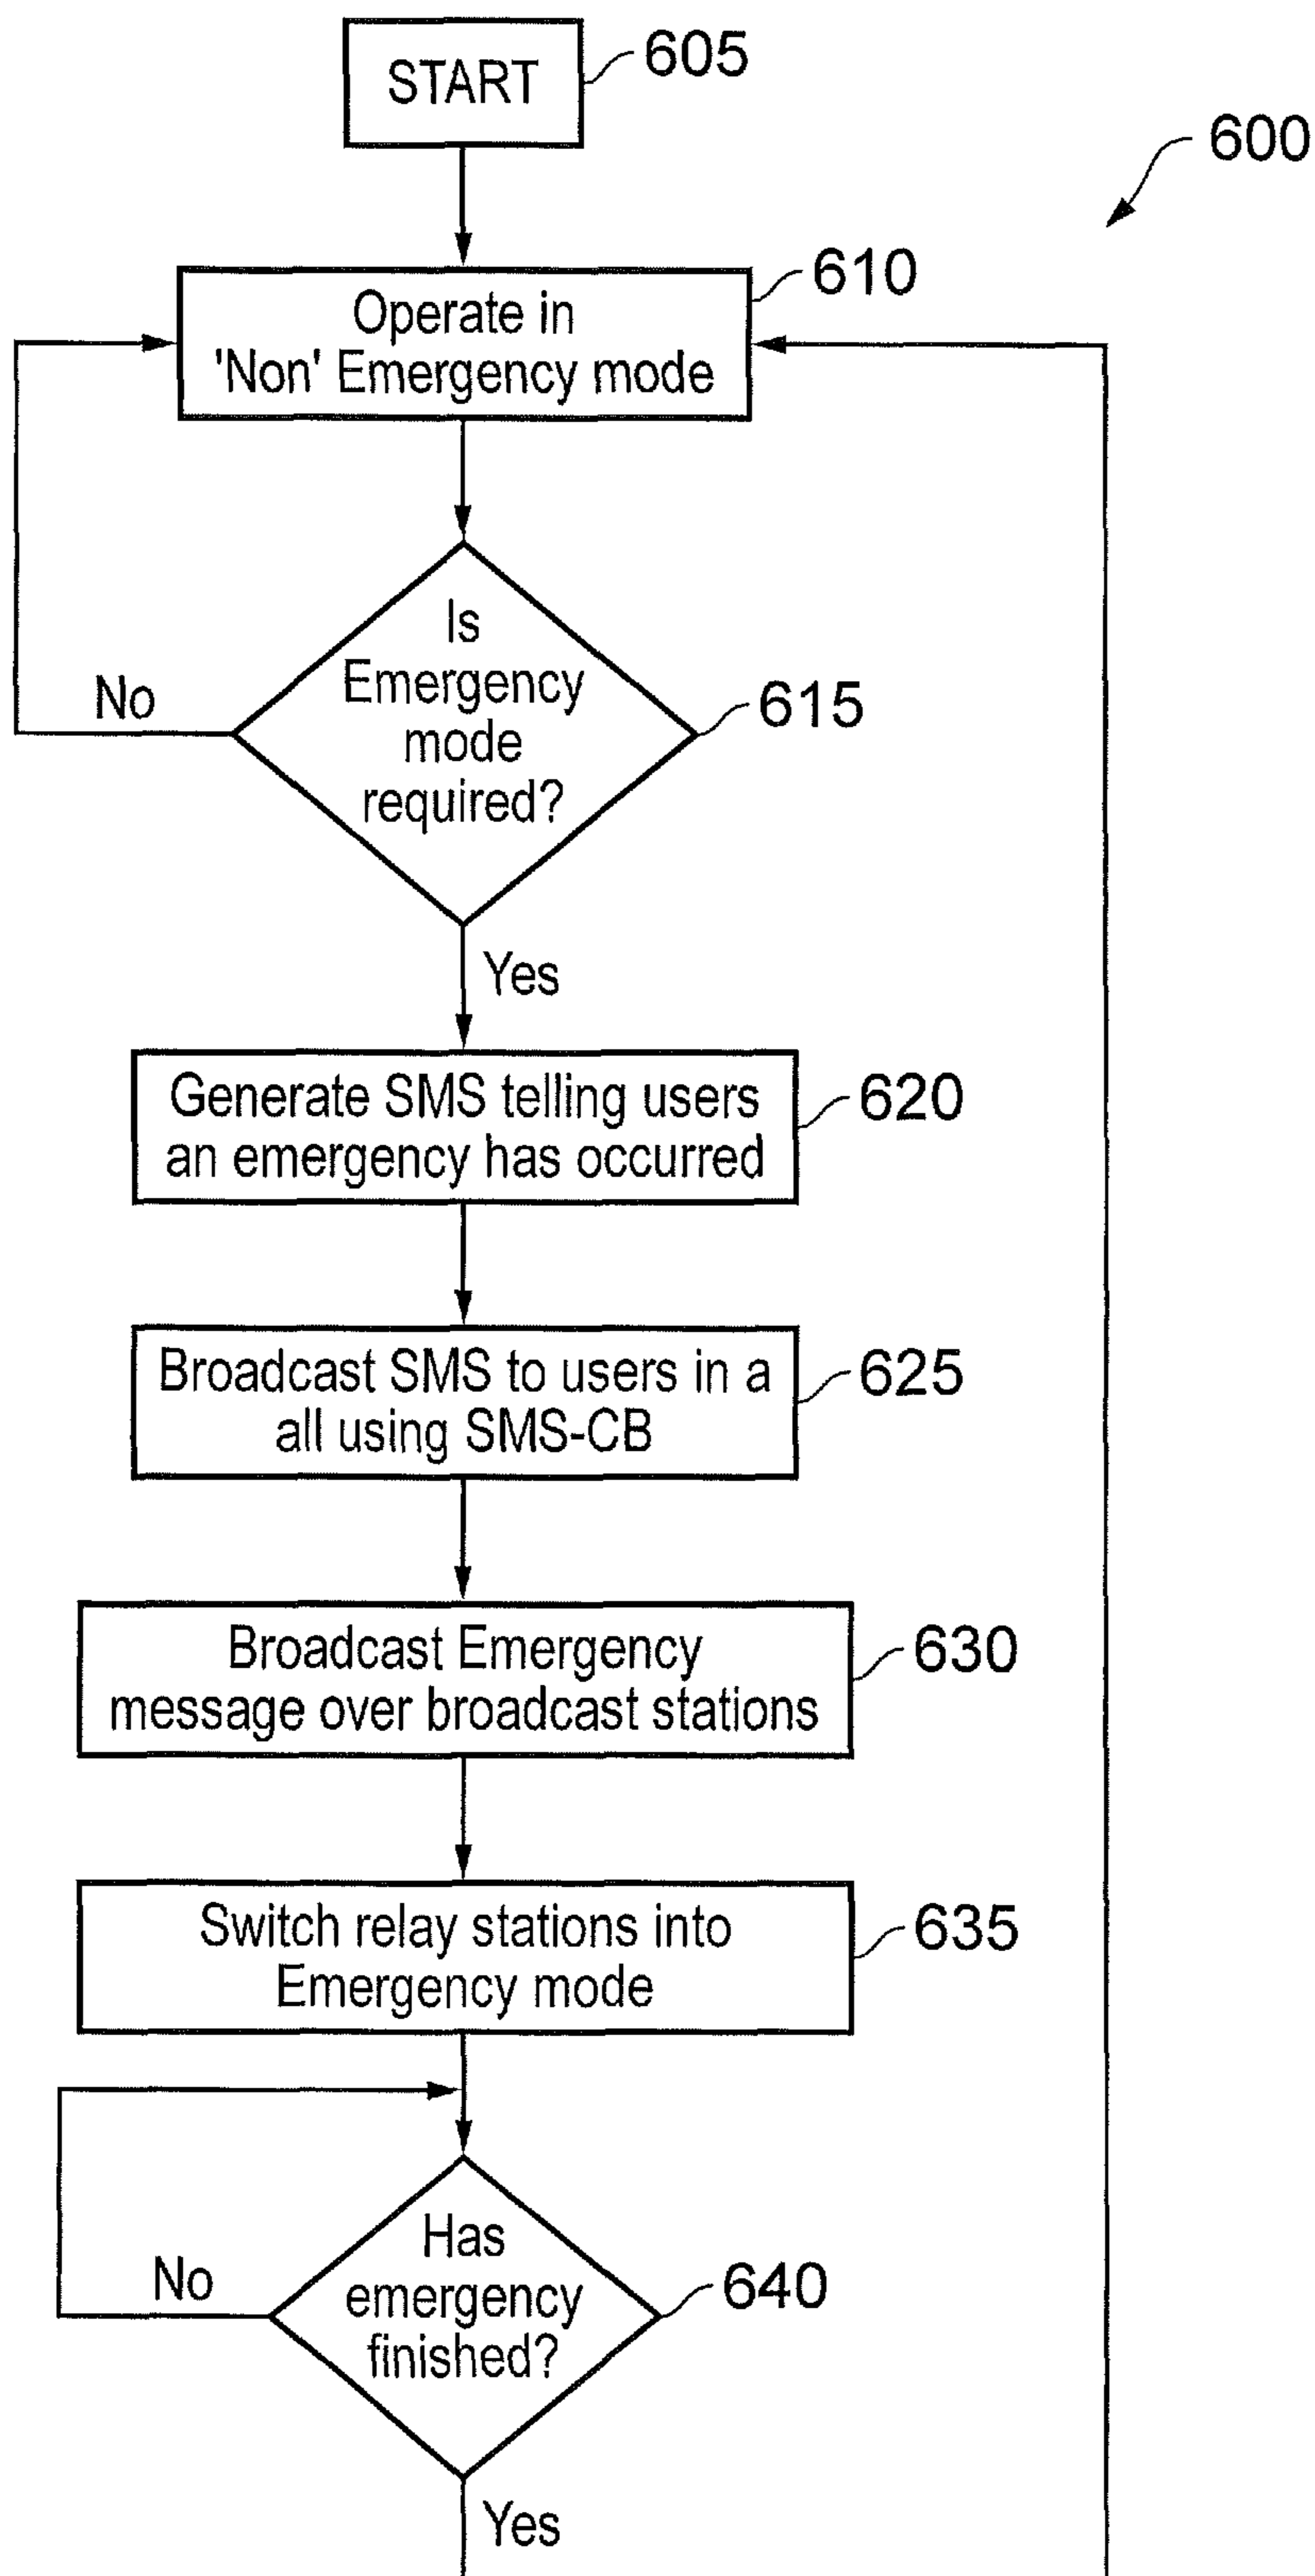 START
605
600
610
Operate in
'Non' Emergency mode
Is
Emergency
mode
required?
615
No
Yes
Generate SMS telling users
an emergency has occurred
620
Broadcast SMS to users in a
all using SMS-CB
625
Broadcast Emergency
message over broadcast stations
630
Switch relay stations into
Emergency mode
635
Has
emergency
finished?
640
No
Yes